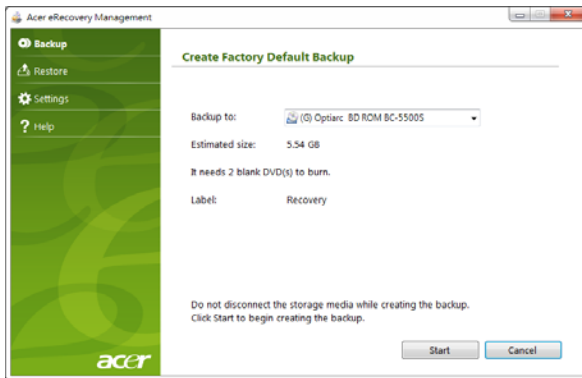 Acer eRecovery Management
Backup
Restore
Settings
Help
Create Factory Default Backup
Backup to: (G) Optiarc BD ROM BC-5500S
Estimated size: 5.54 GB
It needs 2 blank DVD(s) to burn.
Label: Recovery
Do not disconnect the storage media while creating the backup.
Click Start to begin creating the backup.
Start Cancel
acer